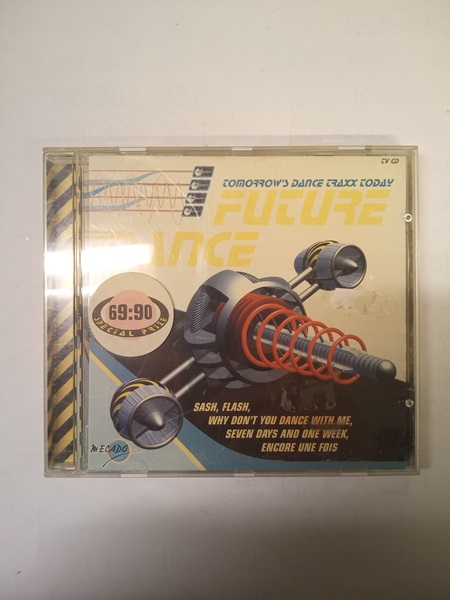 TV CD
TOMORROW'S DANCE TRAXX TODAY
FUTURE
DANCE
69:90
SPECIAL PRICE
SASH, FLASH,
WHY DON'T YOU DANCE WITH ME,
SEVEN DAYS AND ONE WEEK,
ENCORE UNE FOIS
MECADO